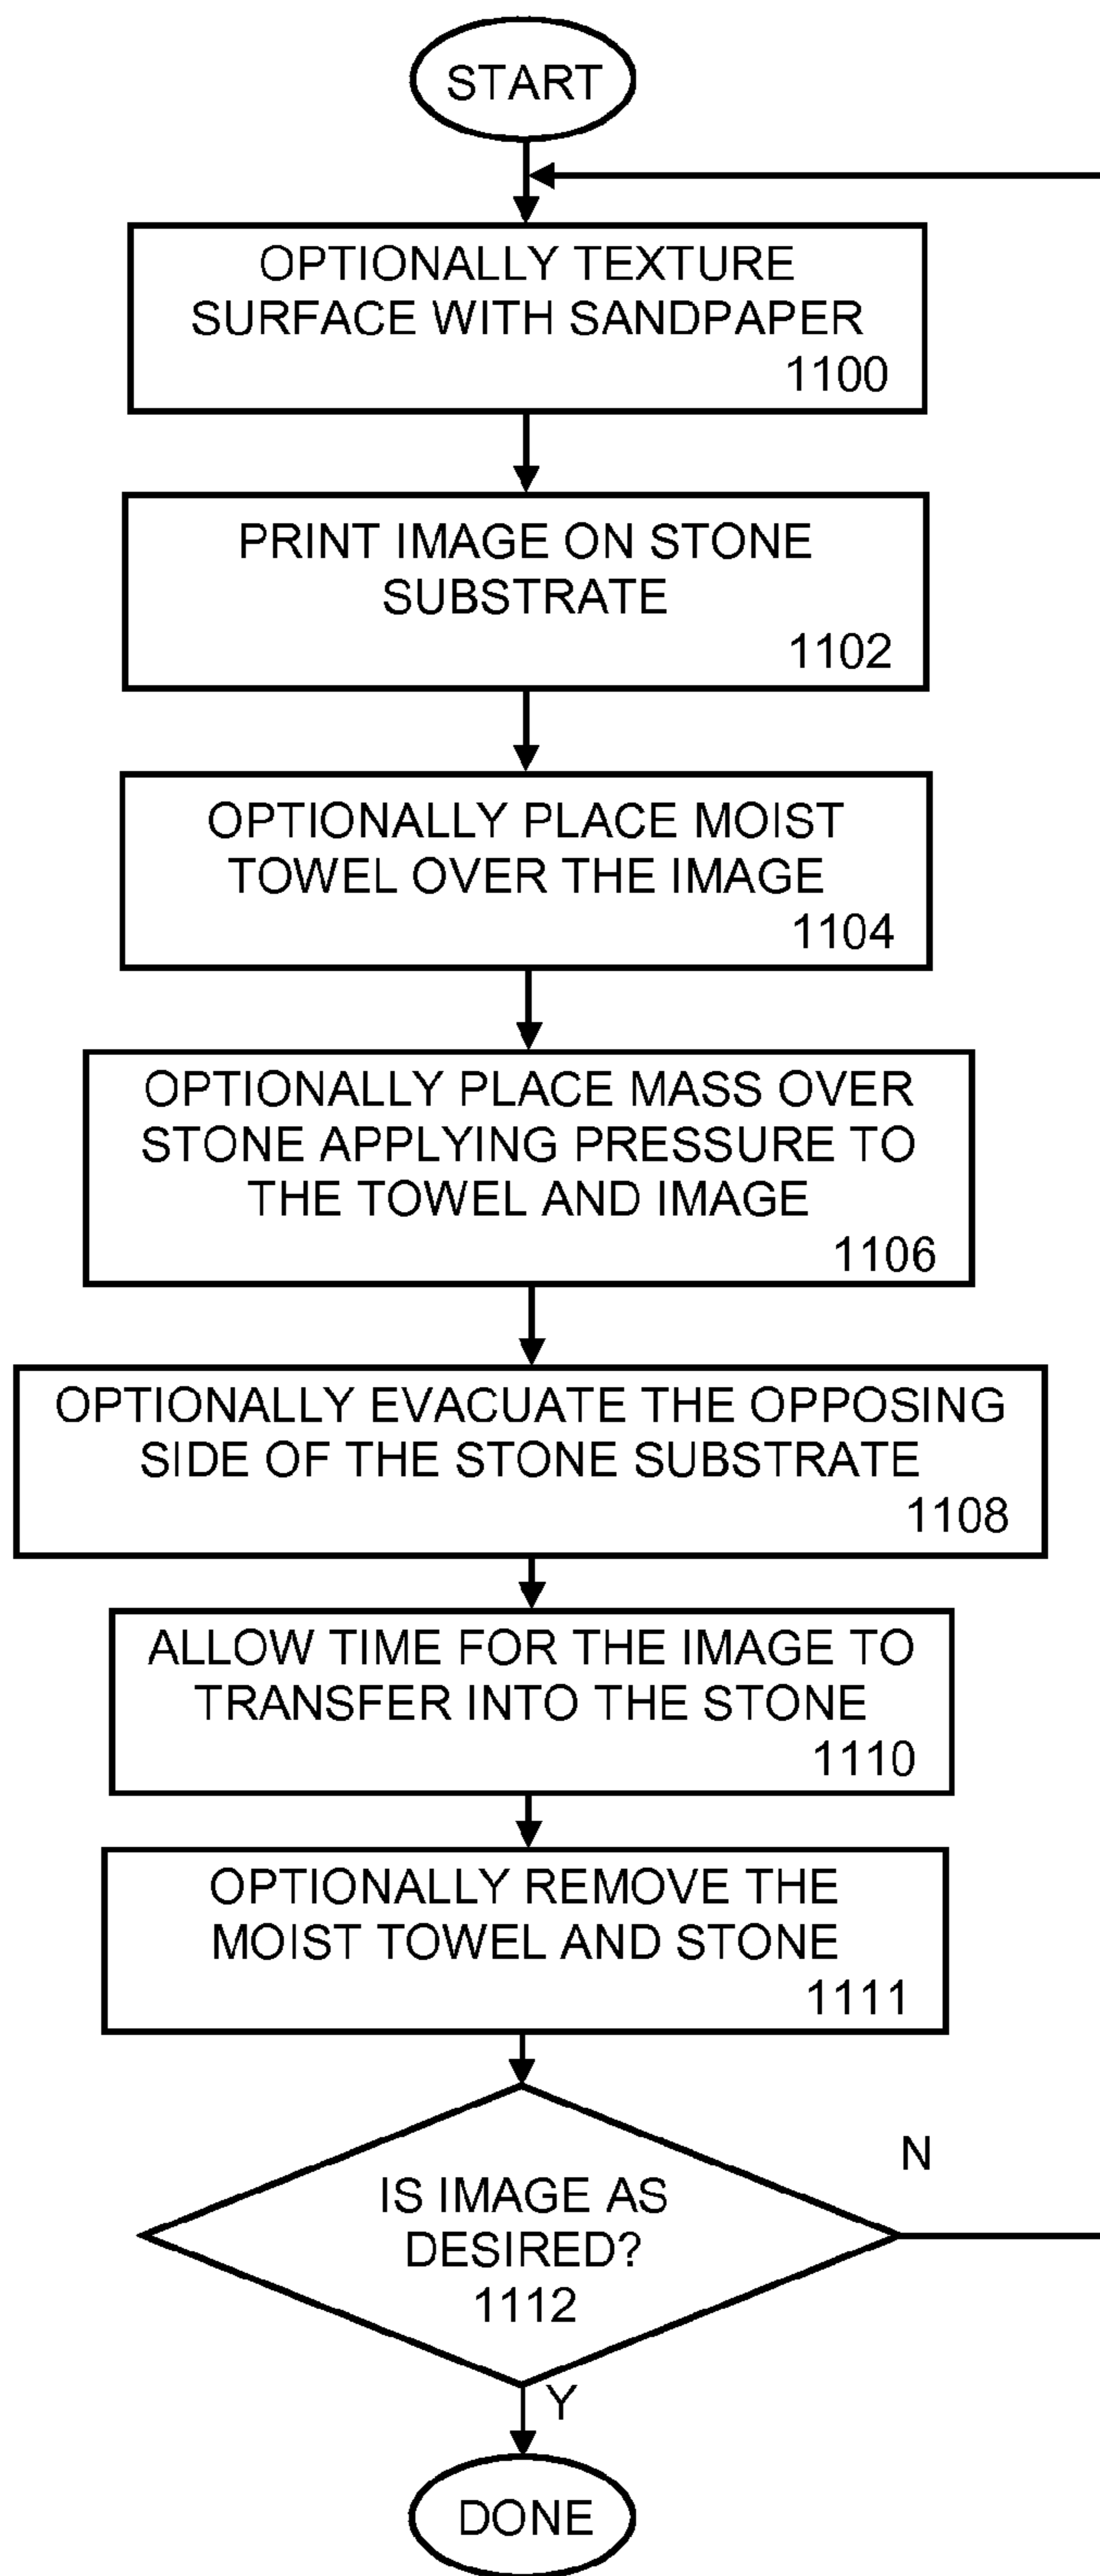 START
OPTIONALLY TEXTURE
SURFACE WITH SANDPAPER
1100
PRINT IMAGE ON STONE
SUBSTRATE
1102
OPTIONALLY PLACE MOIST
TOWEL OVER THE IMAGE
1104
OPTIONALLY PLACE MASS OVER
STONE APPLYING PRESSURE TO
THE TOWEL AND IMAGE
1106
OPTIONALLY EVACUATE THE OPPOSING
SIDE OF THE STONE SUBSTRATE
1108
ALLOW TIME FOR THE IMAGE TO
TRANSFER INTO THE STONE
1110
OPTIONALLY REMOVE THE
MOIST TOWEL AND STONE
1111
N
IS IMAGE AS
DESIRED?
1112
Y
DONE